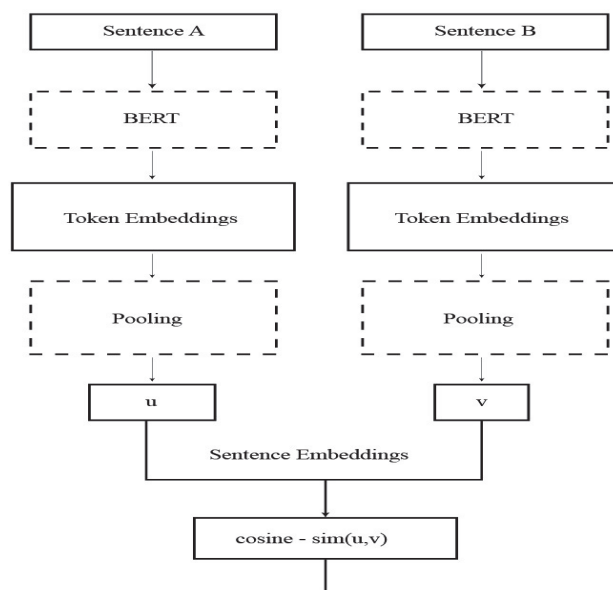 Sentence A
Sentence B
BERT
BERT
Token Embeddings
Token Embeddings
Pooling
Pooling
u
v
Sentence Embeddings
cosine - sim(u,v)